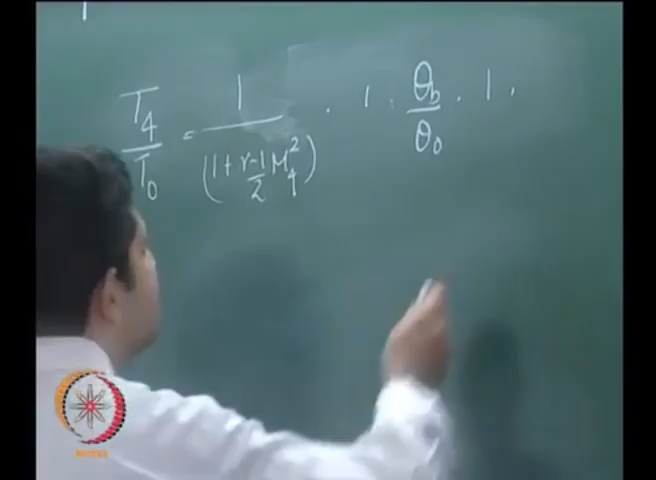 T₄/T₀ = 1/(1 + γ-1/2 M₄²) . 1 . θb/θ₀ . 1 .